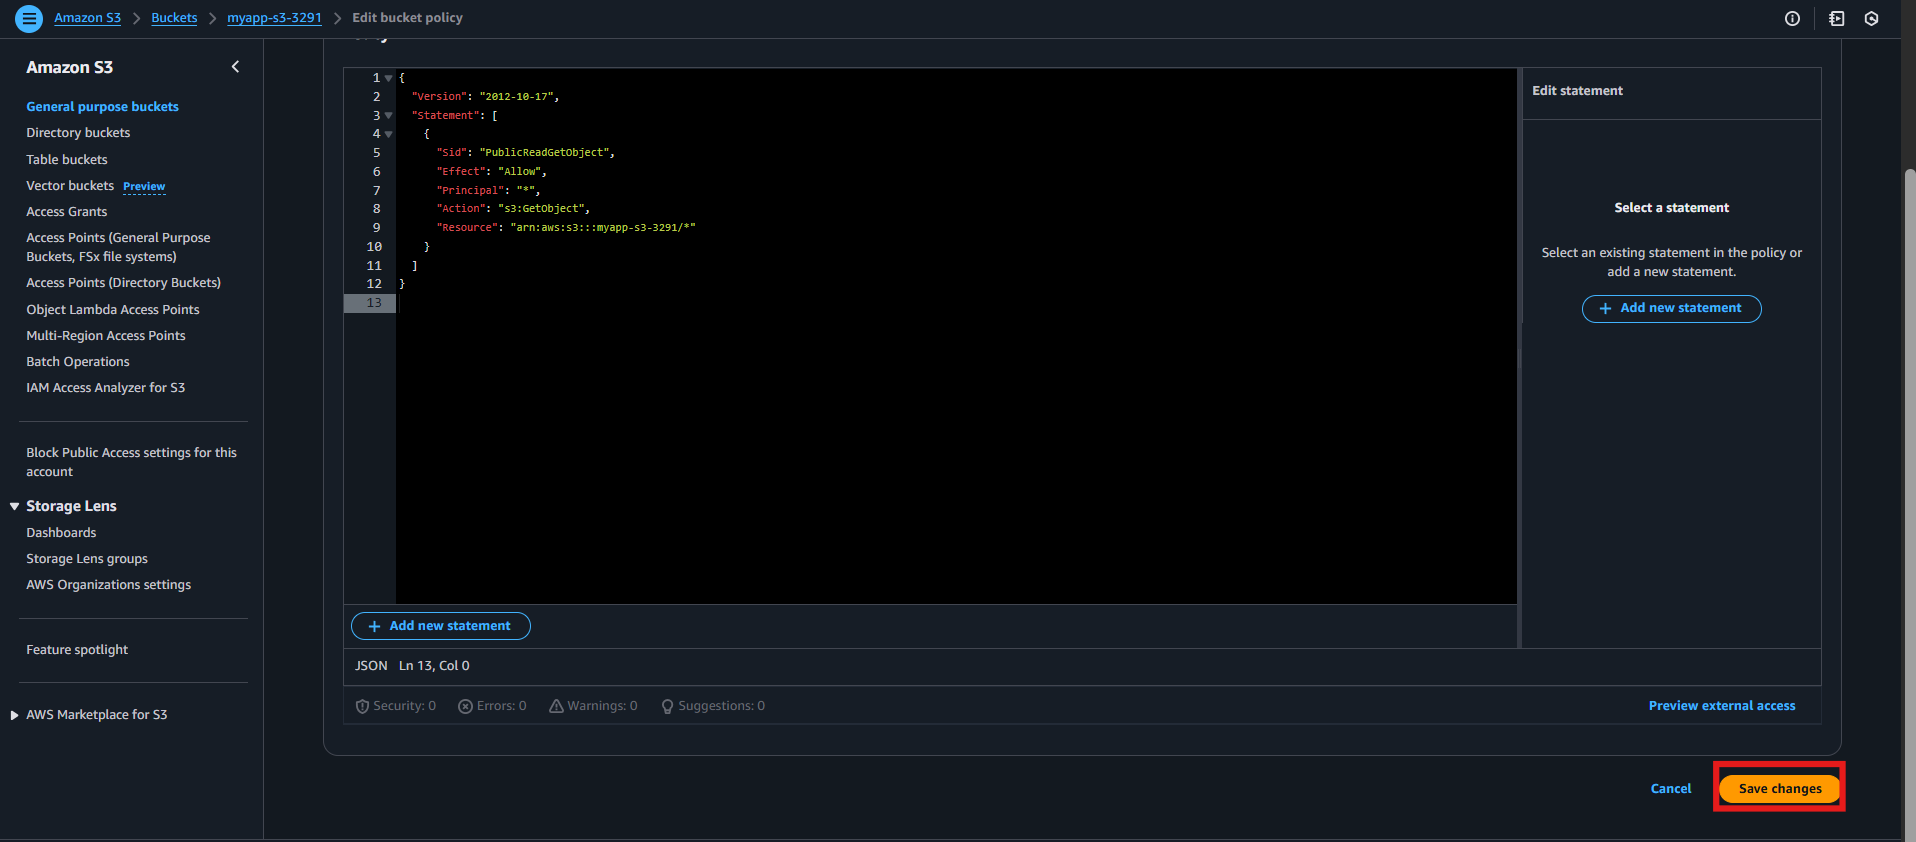 Amazon S3 > Buckets > myapp-s3-3291 > Edit bucket policy
Amazon S3
General purpose buckets
Directory buckets
Table buckets
Vector buckets Preview
Access Grants
Access Points (General Purpose
Buckets, FSx file systems)
Access Points (Directory Buckets)
Object Lambda Access Points
Multi-Region Access Points
Batch Operations
IAM Access Analyzer for S3
Block Public Access settings for this
account
Storage Lens
Dashboards
Storage Lens groups
AWS Organizations settings
Feature spotlight
AWS Marketplace for S3
1 {
2 "Version": "2012-10-17",
3 "Statement": [
4 {
5 "Sid": "PublicReadGetObject",
6 "Effect": "Allow",
7 "Principal": "*",
8 "Action": "s3:GetObject",
9 "Resource": "arn:aws:s3:::myapp-s3-3291/*"
10 }
11 ]
12 }
13
+ Add new statement
JSON Ln 13, Col 0
Security: 0 Errors: 0 Warnings: 0 Suggestions: 0
Preview external access
Edit statement
Select a statement
Select an existing statement in the policy or
add a new statement.
+ Add new statement
Cancel
Save changes